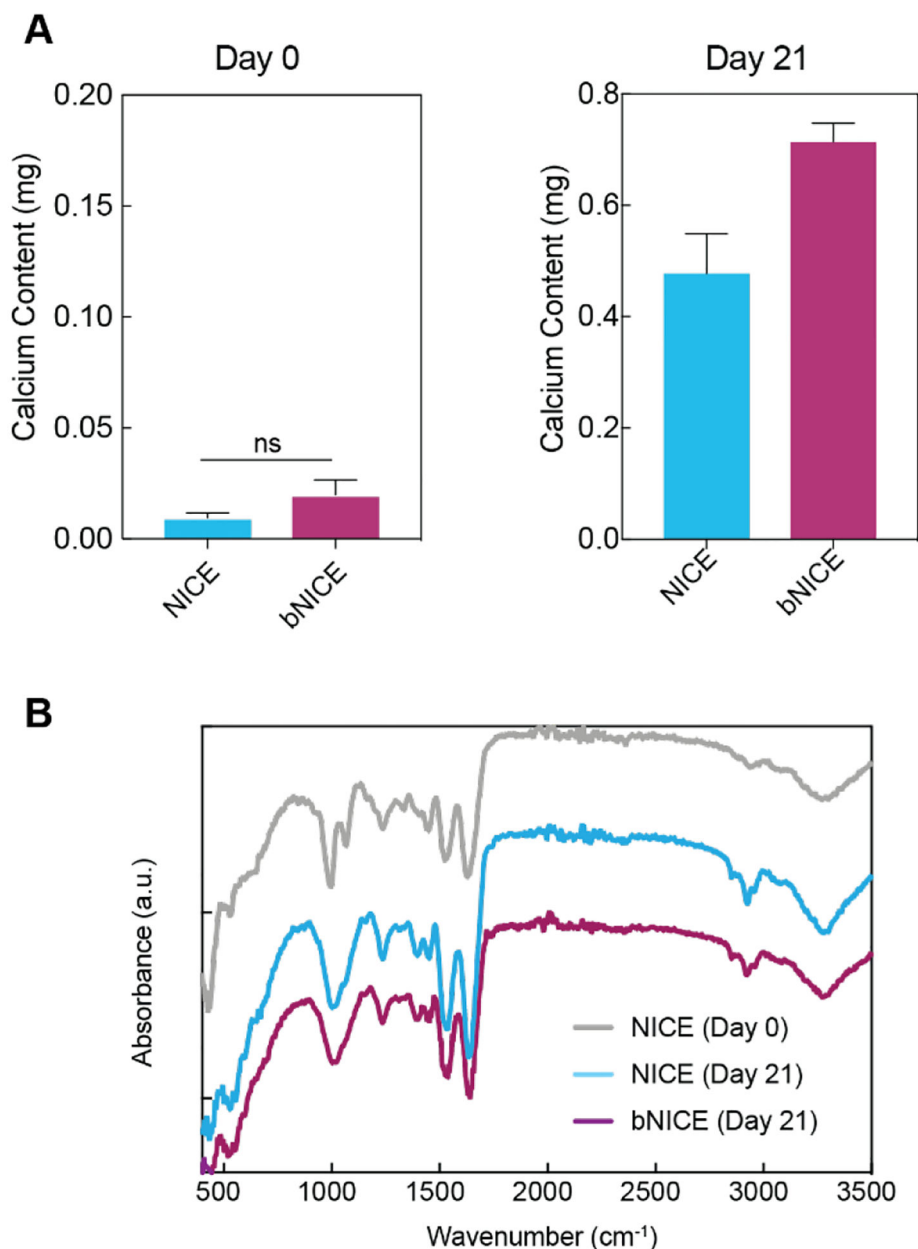 A
Day 0
Calcium Content (mg)
0.20
0.15
0.10
0.05
0.00
ns
NICE
bNICE
Day 21
Calcium Content (mg)
0.8
0.6
0.4
0.2
0.0
NICE
bNICE
B
Absorbance (a.u.)
NICE (Day 0)
NICE (Day 21)
bNICE (Day 21)
500 1000 1500 2000 2500 3000 3500
Wavenumber (cm⁻¹)